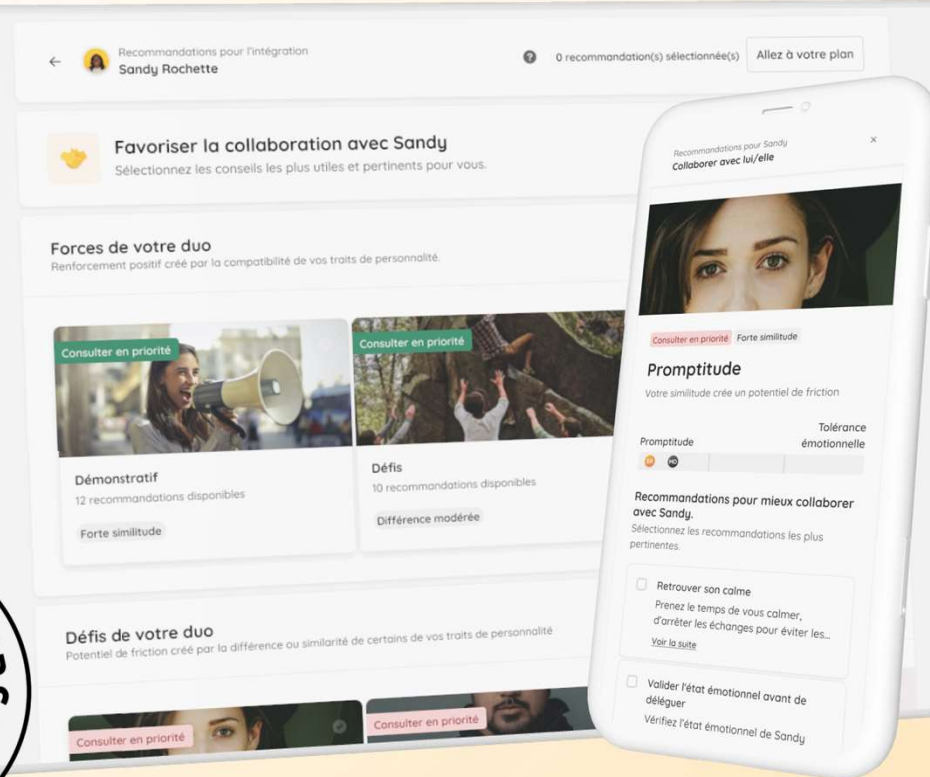 Recommandations pour l'intégration
Sandy Rochette
0 recommandation(s) sélectionnée(s)
Allez à votre plan
Favoriser la collaboration avec Sandy
Sélectionnez les conseils les plus utiles et pertinents pour vous.
Forces de votre duo
Renforcement positif créé par la compatibilité de vos traits de personnalité.
Consulter en priorité
Démonstratif
12 recommandations disponibles
Forte similitude
Consulter en priorité
Défis
10 recommandations disponibles
Différence modérée
Défis de votre duo
Potentiel de friction créé par la différence ou similarité de certains de vos traits de personnalité
Consulter en priorité
Consulter en priorité
Recommandations pour Sandy
Collaborer avec lui/elle
Consulter en priorité
Forte similitude
Promptitude
Votre similitude crée un potentiel de friction
Promptitude
Tolérance
émotionnelle
SR
MD
Recommandations pour mieux collaborer
avec Sandy.
Sélectionnez les recommandations les plus
pertinentes.
Retrouver son calme
Prenez le temps de vous calmer,
d'arrêter les échanges pour éviter les...
Voir la suite
Valider l'état émotionnel avant de
déléguer
Vérifiez l'état émotionnel de Sandy